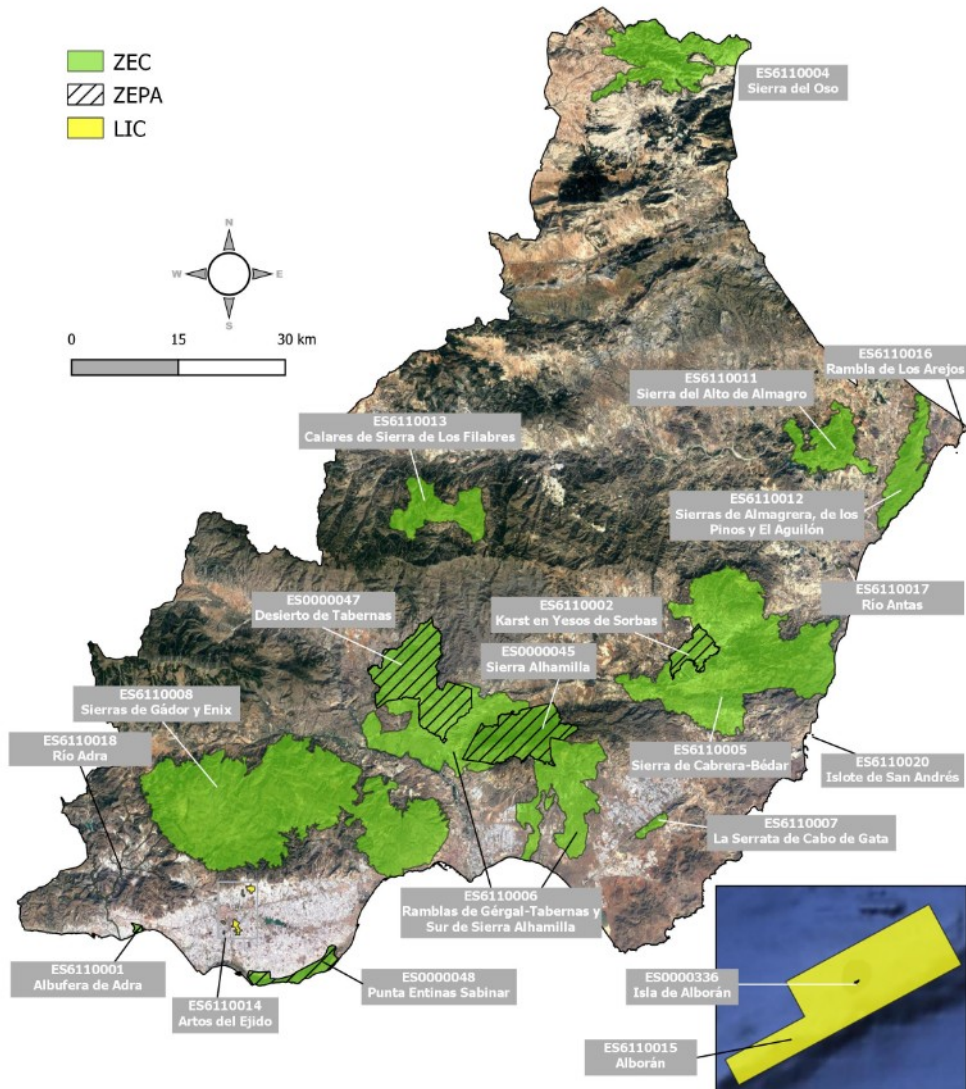 ZEC
ZEPA
LIC
N
W
E
S
0
15
30 km
ES6110004
Sierra del Oso
ES6110016
Rambla de Los Arejos
ES6110011
Sierra del Alto de Almagro
ES6110013
Calares de Sierra de Los Filabres
ES6110012
Sierras de Almagrera, de los
Pinos y El Aguilón
ES6110017
Río Antas
ES0000047
Desierto de Tabernas
ES6110002
Karst en Yesos de Sorbas
ES0000045
Sierra Alhamilla
ES6110008
Sierras de Gádor y Enix
ES6110018
Río Adra
ES6110005
Sierra de Cabrera-Bédar
ES6110020
Islote de San Andrés
ES6110007
La Serrata de Cabo de Gata
ES6110006
Ramblas de Gérgal-Tabernas y
Sur de Sierra Alhamilla
ES6110001
Albufera de Adra
ES6110014
Artos del Ejido
ES0000048
Punta Entinas Sabinar
ES0000336
Isla de Alborán
ES6110015
Alborán